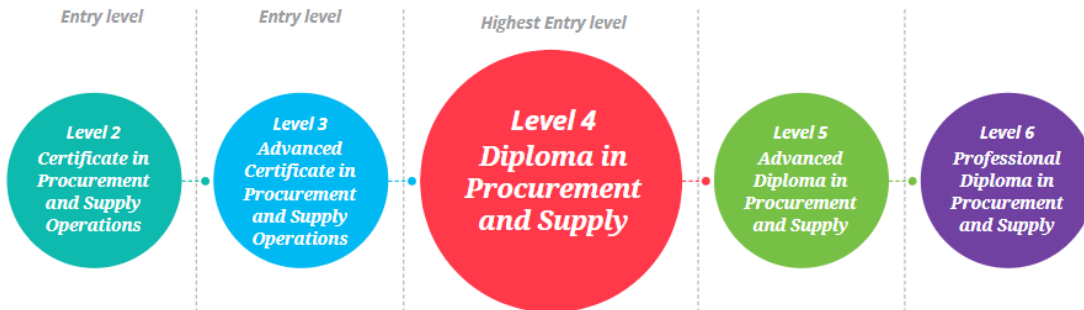 Entry level
Entry level
Highest Entry level
Level 2
Certificate in
Procurement
and Supply
Operations
Level 3
Advanced
Certificate in
Procurement
and Supply
Operations
Level 4
Diploma in
Procurement
and Supply
Level 5
Advanced
Diploma in
Procurement
and Supply
Level 6
Professional
Diploma in
Procurement
and Supply